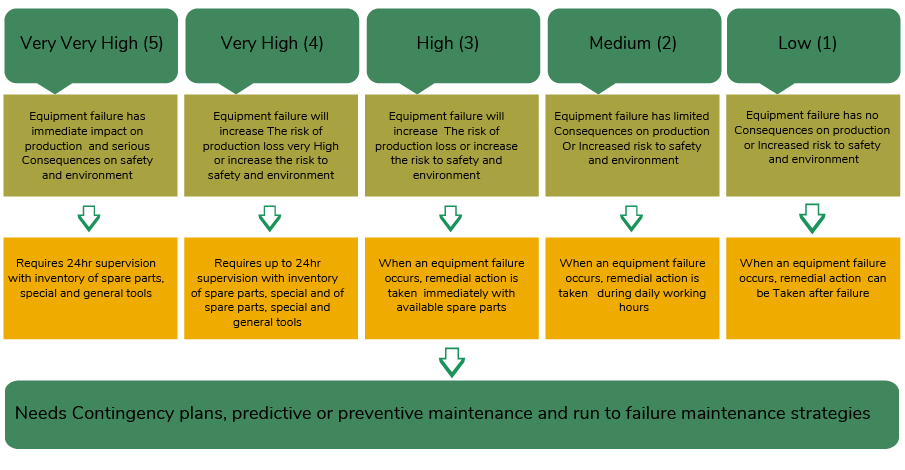 Very Very High (5)
Very High (4)
High (3)
Medium (2)
Low (1)
Equipment failure has
immediate impact on
production and serious
Consequences on safety
and environment
Equipment failure will
increase The risk of
production loss very High
or increase the risk to
safety and environment
Equipment failure will
increase The risk of
production loss or increase
the risk to safety and
environment
Equipment failure has limited
Consequences on production
Or Increased risk to safety
and environment
Equipment failure has no
Consequences on production
or Increased risk to safety
and environment
Requires 24hr supervision
with inventory of spare parts,
special and general tools
Requires up to 24hr
supervision with inventory
of spare parts, special and of
spare parts, special and
general tools
When an equipment failure
occurs, remedial action is
taken immediately with
available spare parts
When an equipment failure
occurs, remedial action is
taken during daily working
hours
When an equipment failure
occurs, remedial action can
be Taken after failure
Needs Contingency plans, predictive or preventive maintenance and run to failure maintenance strategies